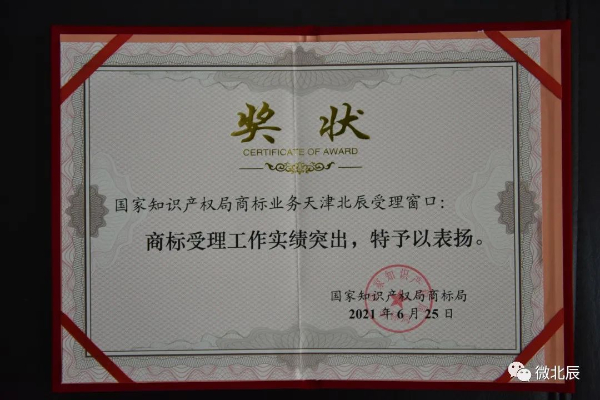 奖 状
CERTIFICATE OF AWARD
国家知识产权局商标业务天津北辰受理窗口：
商标受理工作实绩突出，特予以表扬。
国家知识产权局商标局
2021年6月25日
微北辰